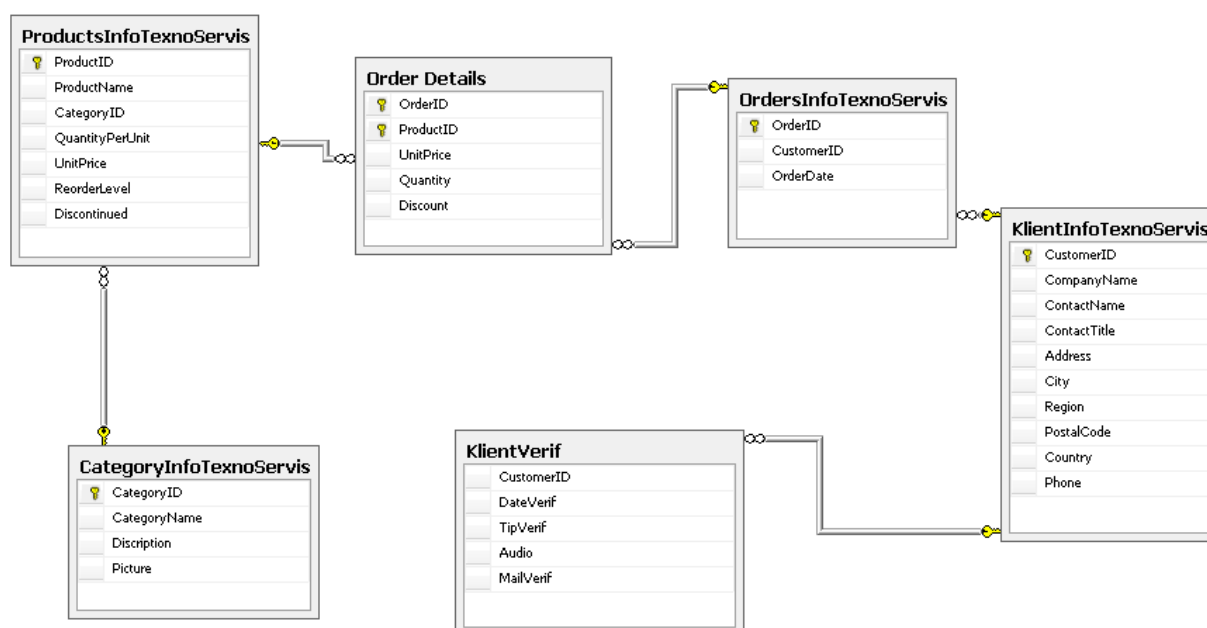 ProductsInfoTexnoServis
ProductID
ProductName
CategoryID
QuantityPerUnit
UnitPrice
ReorderLevel
Discontinued
Order Details
OrderID
ProductID
UnitPrice
Quantity
Discount
OrdersInfoTexnoServis
OrderID
CustomerID
OrderDate
KlientInfoTexnoServis
CustomerID
CompanyName
ContactName
ContactTitle
Address
City
Region
PostalCode
Country
Phone
CategoryInfoTexnoServis
CategoryID
CategoryName
Discription
Picture
KlientVerif
CustomerID
DateVerif
TipVerif
Audio
MailVerif